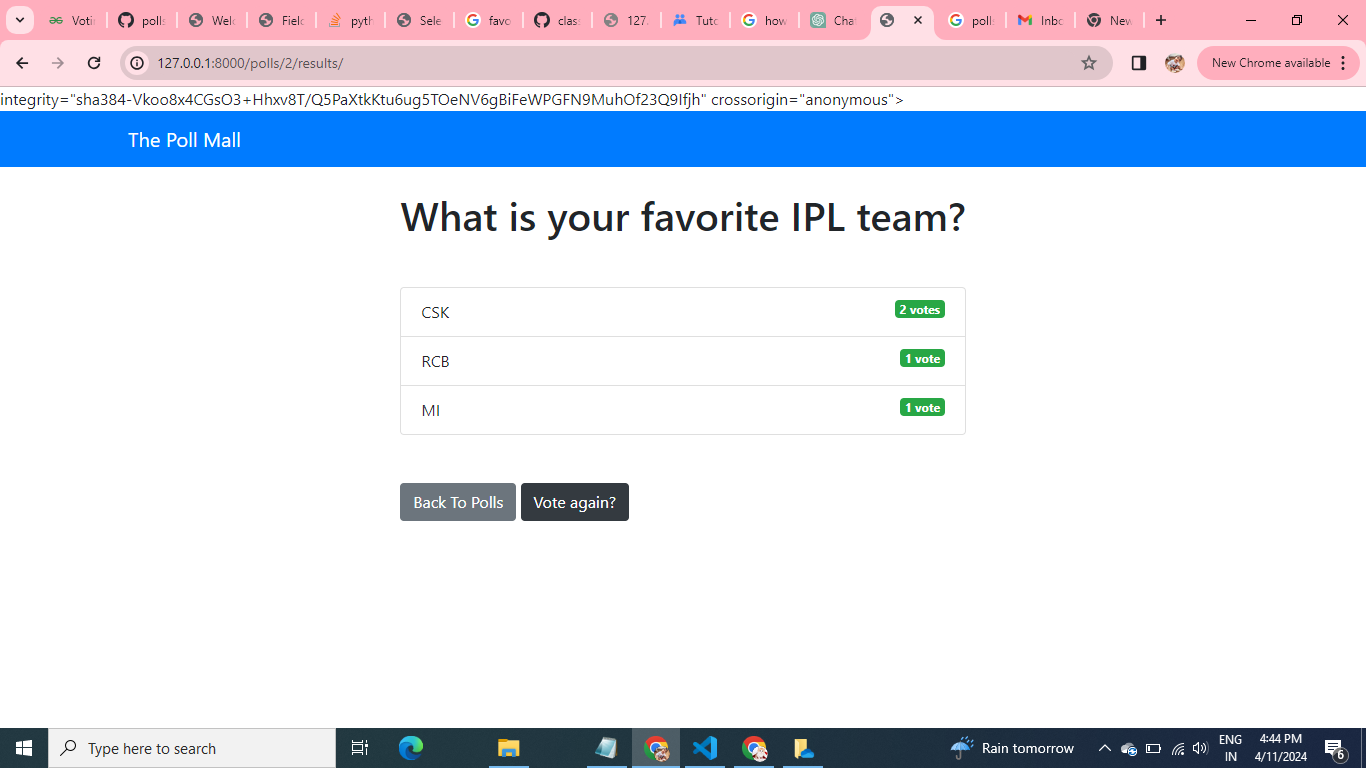 Votin
polls
Welc
Field
pyth
Sele
favo
class
127.
Tuto
how
Chat
polls
Inbo
New
127.0.0.1:8000/polls/2/results/
New Chrome available
integrity="sha384-Vkoo8x4CGsO3+Hhxv8T/Q5PaXtkKtu6ug5TOeNV6gBiFeWPGFN9MuhOf23Q9Ifjh" crossorigin="anonymous">
The Poll Mall
What is your favorite IPL team?
CSK 2 votes
RCB 1 vote
MI 1 vote
Back To Polls Vote again?
Type here to search
Rain tomorrow
ENG
IN
4:44 PM
4/11/2024
6